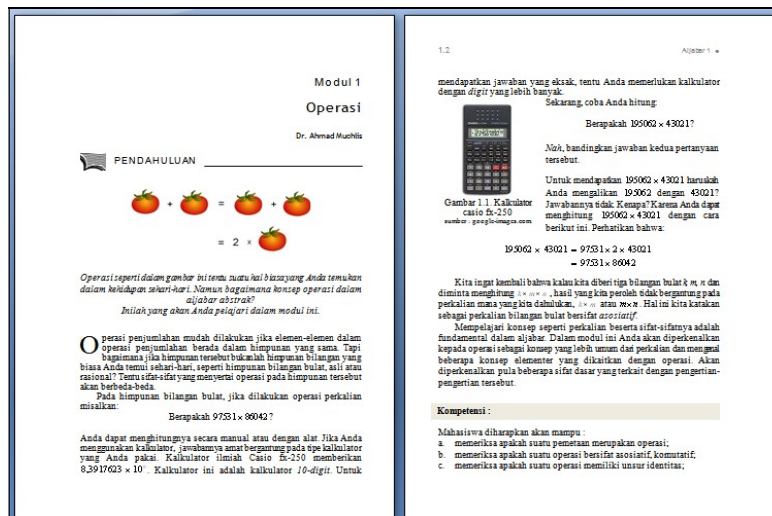 Modul 1
Operasi
Dr. Ahmad Muchlis
PENDAHULUAN
+ = +
= 2 ×
Operasi seperti dalam gambar ini tentu suatu hal biasa yang Anda temukan
dalam kehidupan sehari-hari. Namun bagaimana konsep operasi dalam
aljabar abstrak?
Inilah yang akan Anda pelajari dalam modul ini.
Operasi penjumlahan mudah dilakukan jika elemen-elemen dalam
operasi penjumlahan berada dalam himpunan yang sama. Tapi
bagaimana jika himpunan tersebut bukanlah himpunan bilangan yang
biasa Anda temui sehari-hari, seperti himpunan bilangan bulat, asli atau
rasional? Tentu sifat-sifat yang menyertai operasi pada himpunan tersebut
akan berbeda-beda.
Pada himpunan bilangan bulat, jika dilakukan operasi perkalian
misalkan:
Berapakah 97531 × 86042?
Anda dapat menghitungnya secara manual atau dengan alat. Jika Anda
menggunakan kalkulator, jawabannya amat bergantung pada tipe kalkulator
yang Anda pakai. Kalkulator ilmiah Casio fx-250 memberikan
8,3917623 × 10 . Kalkulator ini adalah kalkulator 10-digit. Untuk
1.2
Aljabar 1 ●
mendapatkan jawaban yang eksak, tentu Anda memerlukan kalkulator
dengan digit yang lebih banyak.
Sekarang, coba Anda hitung:
Berapakah 195062 × 43021?
Nah, bandingkan jawaban kedua pertanyaan
tersebut.
Untuk mendapatkan 195062 × 43021 haruskah
Anda mengalikan 195062 dengan 43021?
Jawabannya tidak. Kenapa? Karena Anda dapat
menghitung 195062 × 43021 dengan cara
berikut ini. Perhatikan bahwa:
Gambar 1.1. Kalkulator
casio fx-250
sumber : google-images.com
195062 × 43021 = 97531 × 2 × 43021
= 97531 × 86042
Kita ingat kembali bahwa kalau kita diberi tiga bilangan bulat k, m, n dan
diminta menghitung k × m × n , hasil yang kita peroleh tidak bergantung pada
perkalian mana yang kita dahulukan, k × m atau m × n. Hal ini kita katakan
sebagai perkalian bilangan bulat bersifat asosiatif.
Mempelajari konsep seperti perkalian beserta sifat-sifatnya adalah
fundamental dalam aljabar. Dalam modul ini Anda akan diperkenalkan
kepada operasi sebagai konsep yang lebih umum dari perkalian dan mengenal
beberapa konsep elementer yang dikaitkan dengan operasi. Akan
diperkenalkan pula beberapa sifat dasar yang terkait dengan pengertian-
pengertian tersebut.
Kompetensi :
Mahasiswa diharapkan akan mampu :
a. memeriksa apakah suatu pemetaan merupakan operasi;
b. memeriksa apakah suatu operasi bersifat asosiatif, komutatif;
c. memeriksa apakah suatu operasi memiliki unsur identitas;